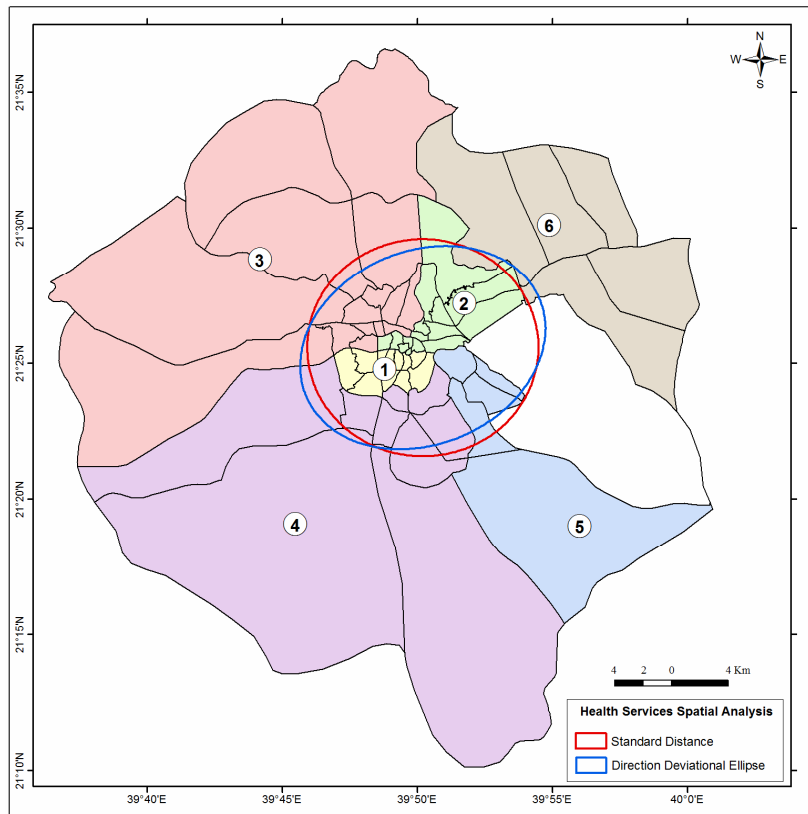 N
W E
S
21°35'N
21°30'N
21°25'N
21°20'N
21°15'N
21°10'N
6
3
2
1
4
5
4 2 0 4 Km
Health Services Spatial Analysis
Standard Distance
Direction Deviational Ellipse
39°40'E 39°45'E 39°50'E 39°55'E 40°0'E